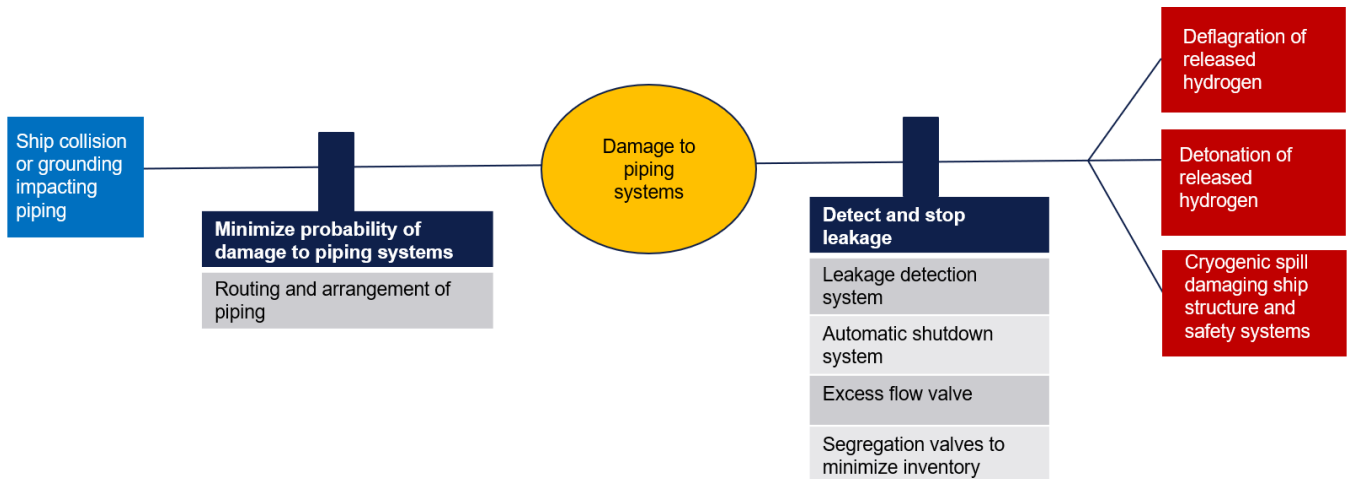 Ship collision
or grounding
impacting
piping
Minimize probability of
damage to piping systems
Routing and arrangement of
piping
Damage to
piping
systems
Detect and stop
leakage
Leakage detection
system
Automatic shutdown
system
Excess flow valve
Segregation valves to
minimize inventory
Deflagration of
released
hydrogen
Detonation of
released
hydrogen
Cryogenic spill
damaging ship
structure and
safety systems